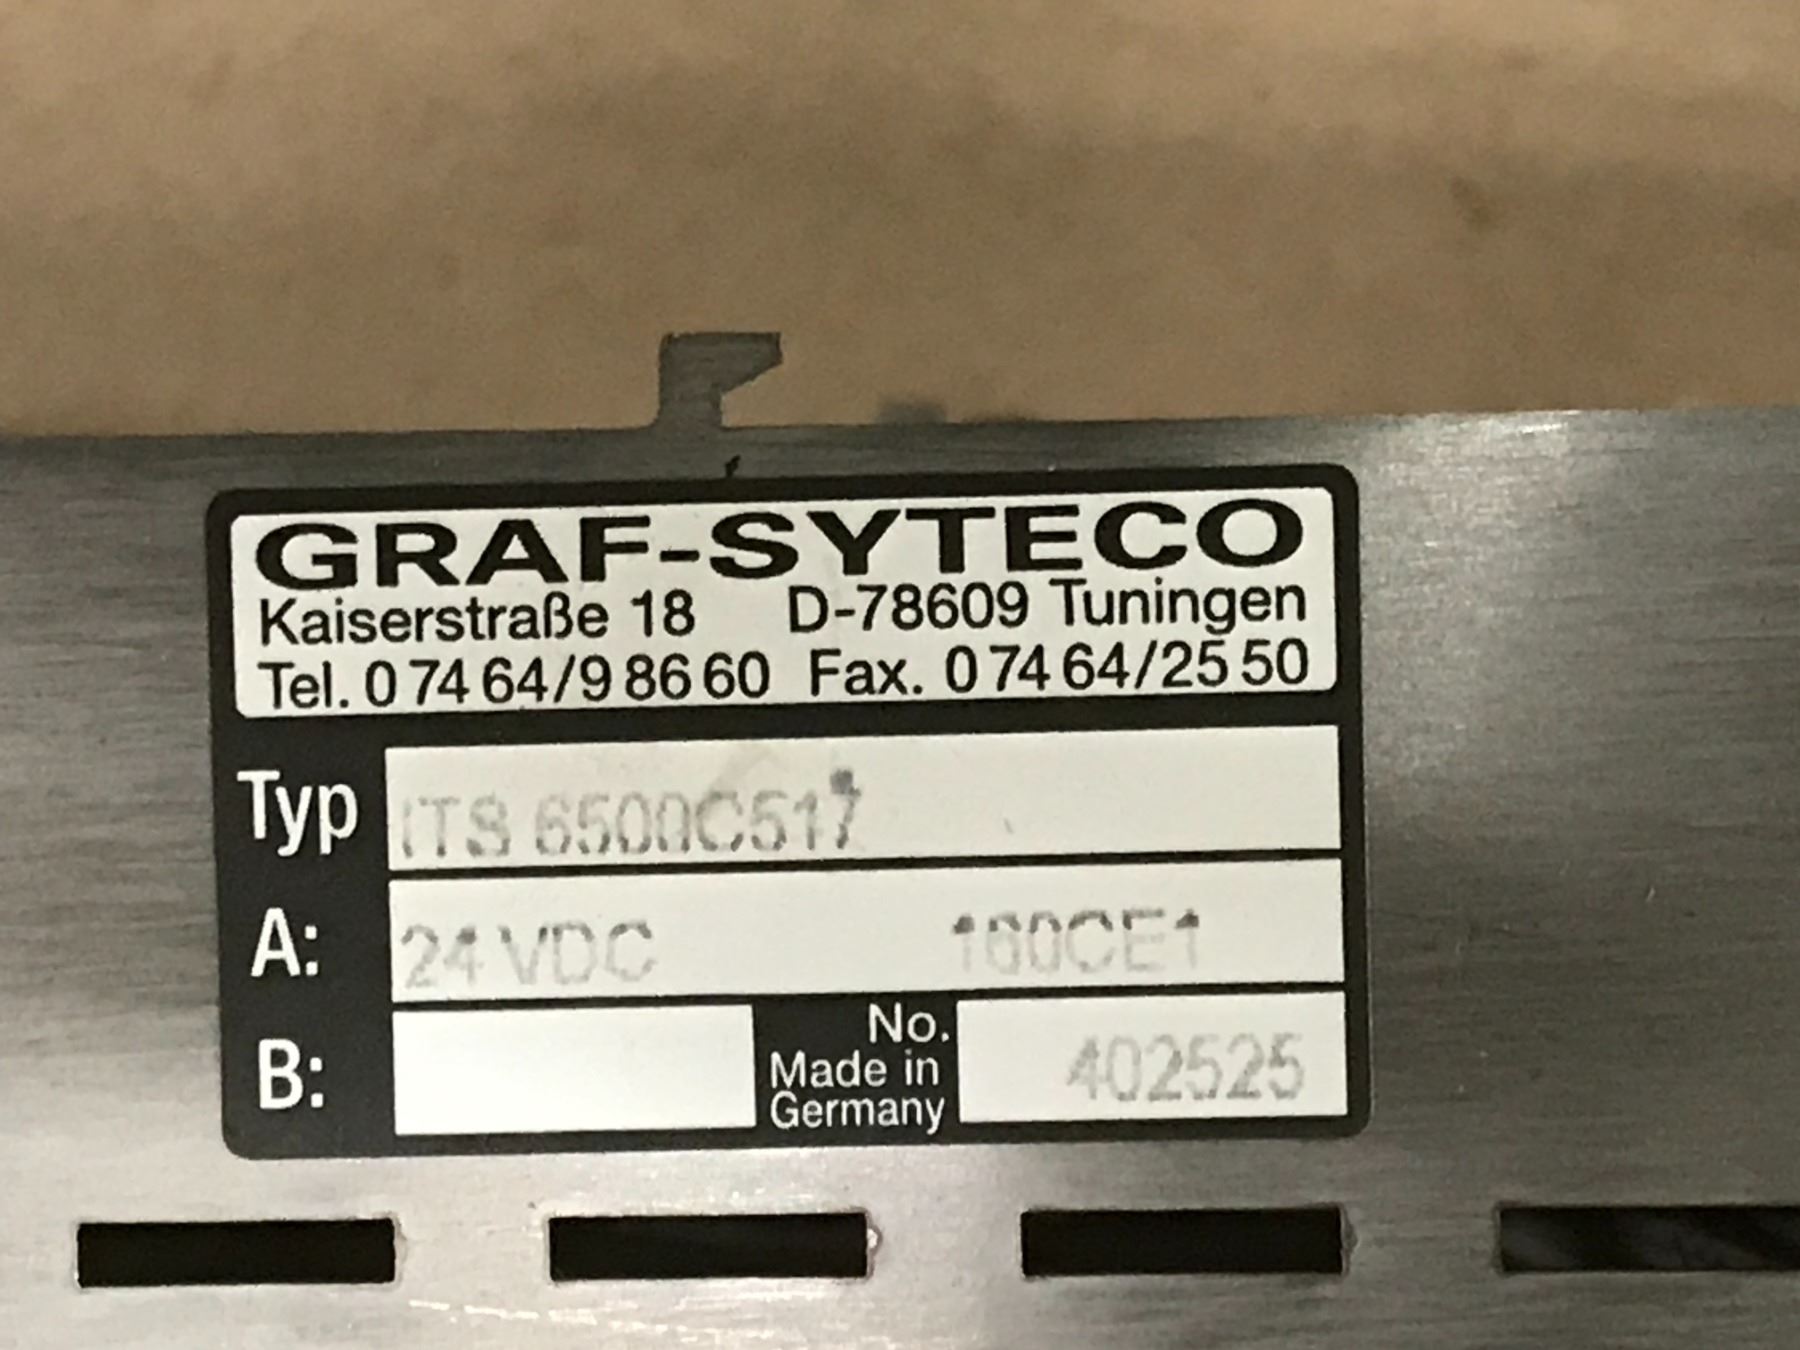 GRAF-SYTECO
Kaiserstraße 18 D-78609 Tuningen
Tel. 0 74 64/9 86 60 Fax. 0 74 64/25 50
Typ ITS 6500C517
A: 24 VDC 160CE1
B:
No. 402525
Made in
Germany